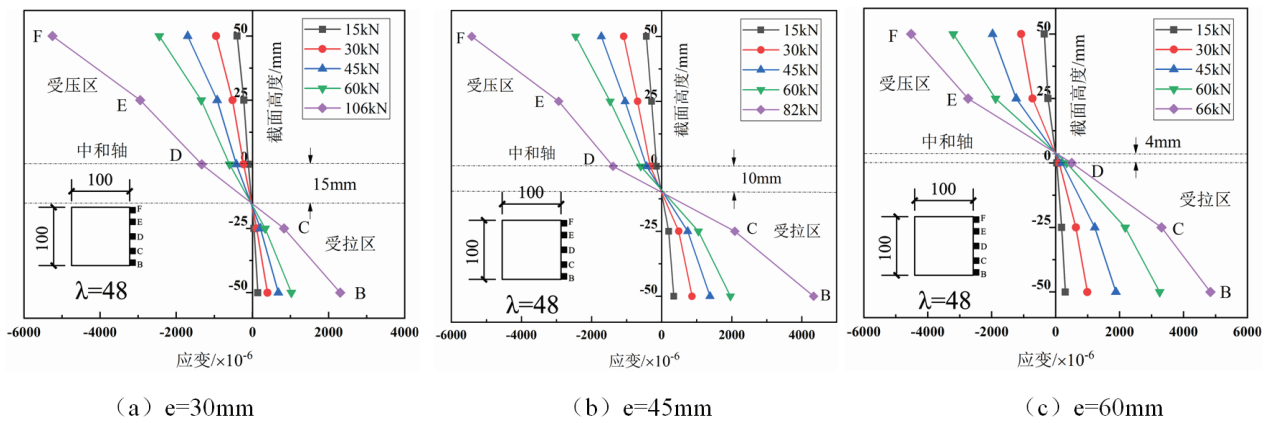 50
25
0
-25
-50
截面高度/mm
15kN
30kN
45kN
60kN
106kN
F
E
D
C
B
受压区
中和轴
受拉区
15mm
100
100
F
E
D
C
B
λ=48
-6000 -4000 -2000 0 2000 4000
应变/×10-6
(a) e=30mm
50
25
0
-25
-50
截面高度/mm
15kN
30kN
45kN
60kN
82kN
F
E
D
C
B
受压区
中和轴
受拉区
10mm
100
100
F
E
D
C
B
λ=48
-6000 -4000 -2000 0 2000 4000
应变/×10-6
(b) e=45mm
50
25
0
-25
-50
截面高度/mm
15kN
30kN
45kN
60kN
66kN
F
E
D
C
B
受压区
中和轴
受拉区
4mm
100
100
F
E
D
C
B
λ=48
-6000 -4000 -2000 0 2000 4000 6000
应变/×10-6
(c) e=60mm